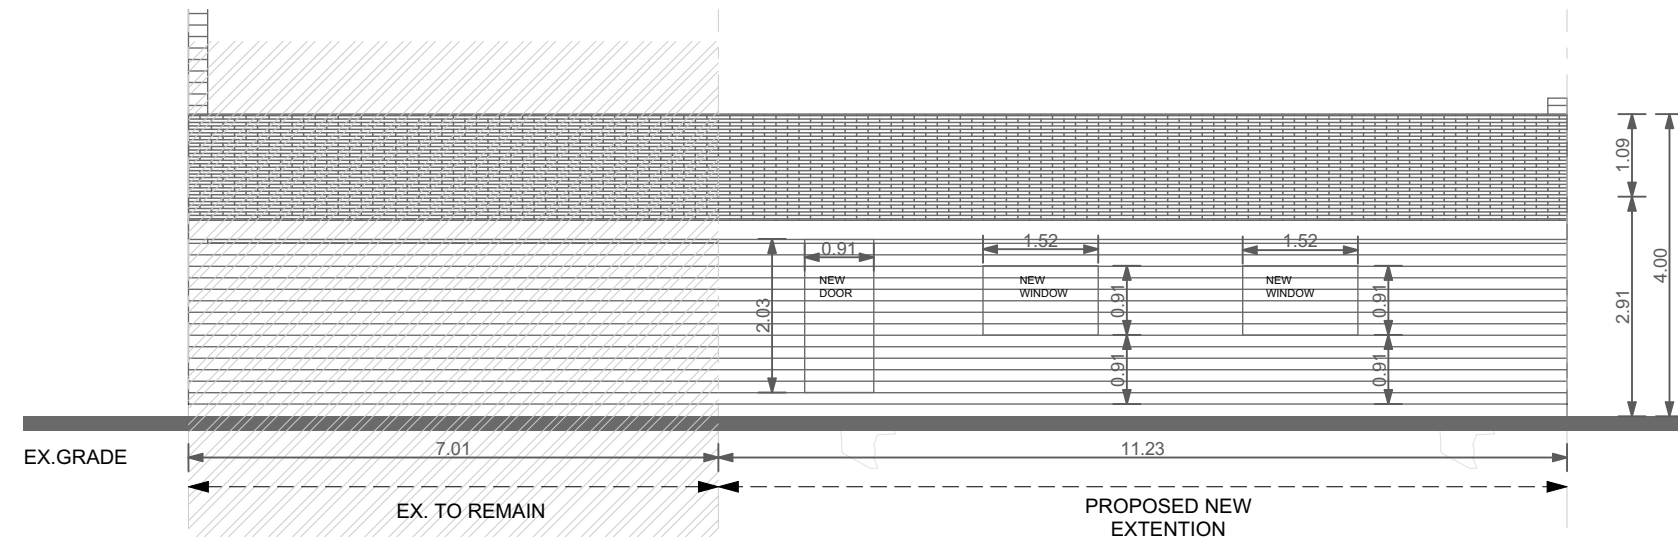 1.09
4.00
0.91
1.52
1.52
NEW
DOOR
NEW
WINDOW
NEW
WINDOW
2.03
0.91
0.91
2.91
0.91
0.91
EX.GRADE
7.01
11.23
EX. TO REMAIN
PROPOSED NEW
EXTENTION